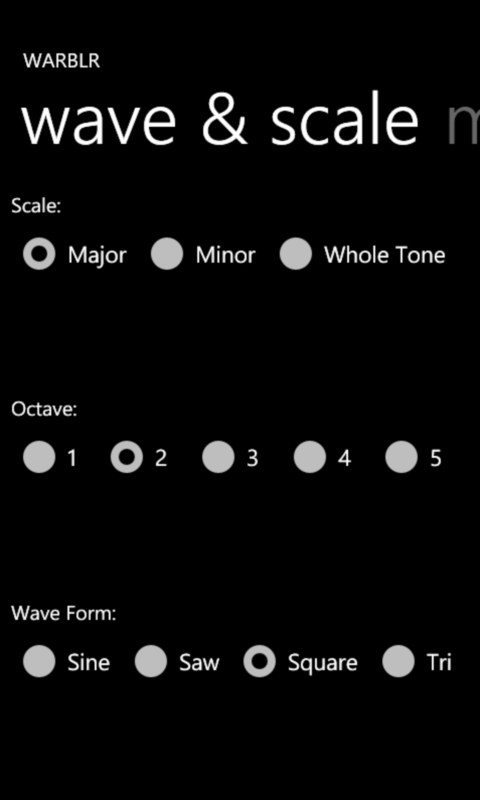 WARBLR
wave & scale m
Scale:
Major Minor Whole Tone
Octave:
1 2 3 4 5
Wave Form:
Sine Saw Square Tri